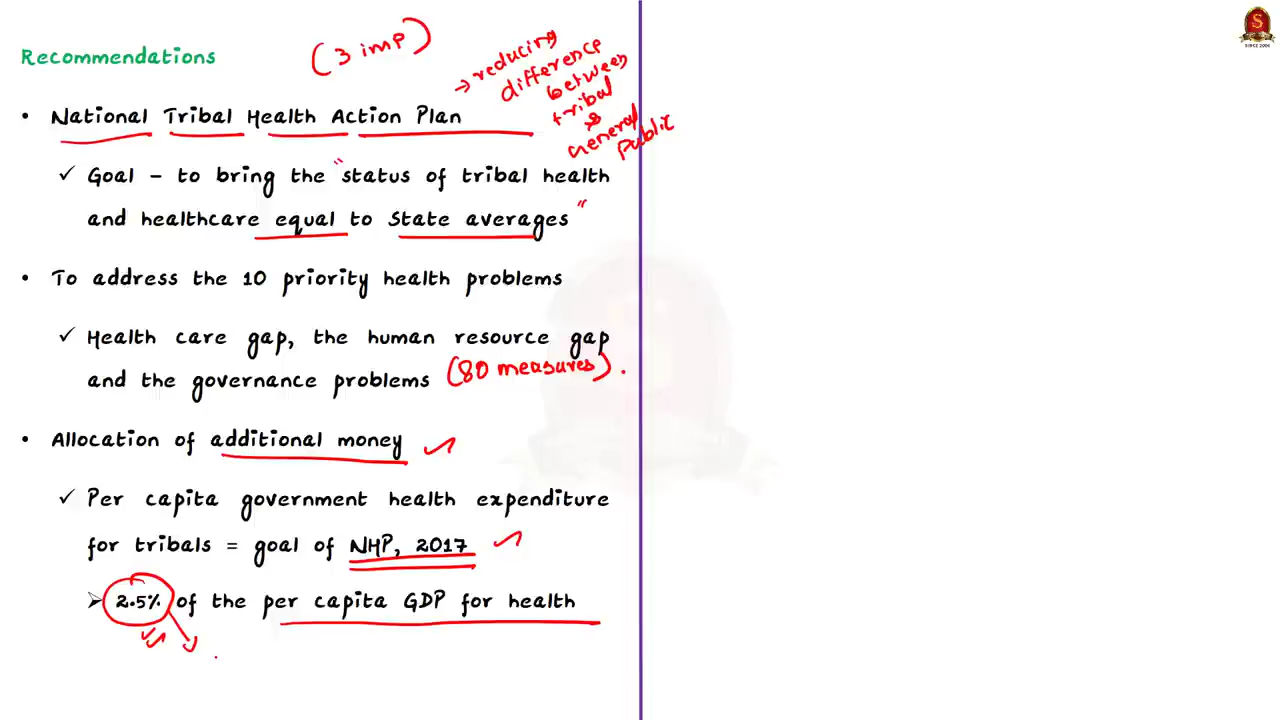 Recommendations
(3 imp)
→ reducing
difference
between
tribal
&
General
Public
• National Tribal Health Action Plan
✓ Goal – to bring the "status of tribal health
and healthcare equal to State averages"
• To address the 10 priority health problems
✓ Health care gap, the human resource gap
and the governance problems (80 measures).
• Allocation of additional money
✓ Per capita government health expenditure
for tribals = goal of NHP, 2017
➢ 2.5% of the per capita GDP for health
S
SINCE 2004